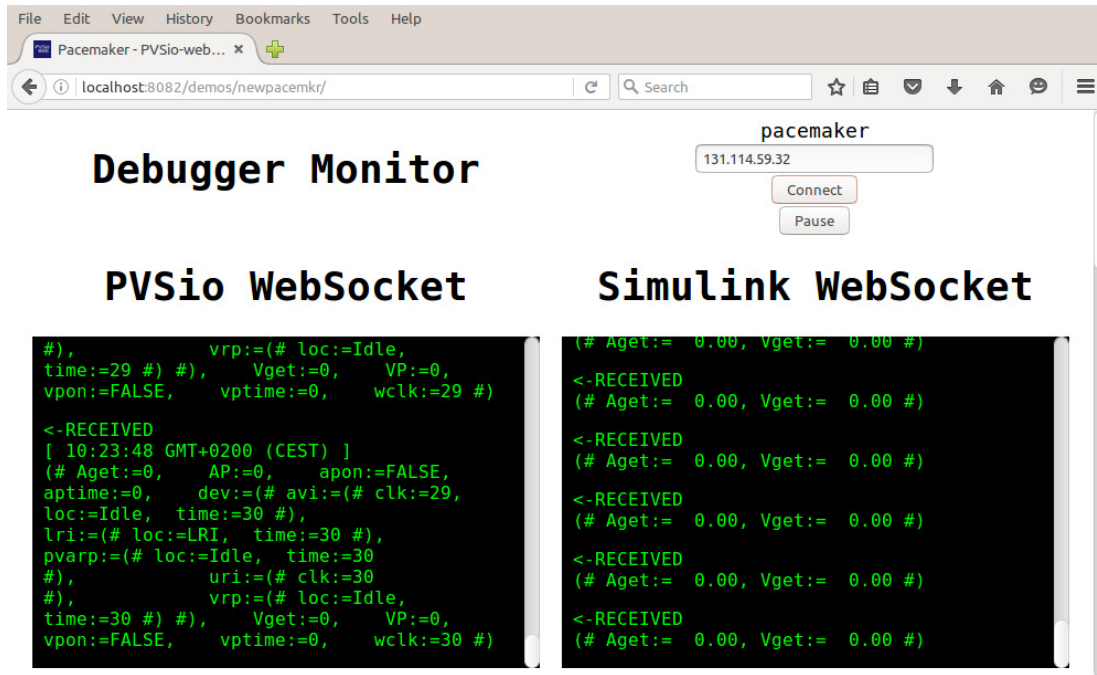 File Edit View History Bookmarks Tools Help
Pacemaker - PVSio-web... ×
localhost:8082/demos/newpacemkr/
Search
pacemaker
131.114.59.32
Connect
Pause
Debugger Monitor
PVSio WebSocket
#), vrp:=(# loc:=Idle,
time:=29 #) #), Vget:=0, VP:=0,
vpon:=FALSE, vptime:=0, wclk:=29 #)
<-RECEIVED
[ 10:23:48 GMT+0200 (CEST) ]
(# Aget:=0, AP:=0, apon:=FALSE,
aptime:=0, dev:=(# avi:=(# clk:=29,
loc:=Idle, time:=30 #),
lri:=(# loc:=LRI, time:=30 #),
pvarp:=(# loc:=Idle, time:=30
#), uri:=(# clk:=30
#), vrp:=(# loc:=Idle,
time:=30 #) #), Vget:=0, VP:=0,
vpon:=FALSE, vptime:=0, wclk:=30 #)
Simulink WebSocket
(# Aget:= 0.00, Vget:= 0.00 #)
<-RECEIVED
(# Aget:= 0.00, Vget:= 0.00 #)
<-RECEIVED
(# Aget:= 0.00, Vget:= 0.00 #)
<-RECEIVED
(# Aget:= 0.00, Vget:= 0.00 #)
<-RECEIVED
(# Aget:= 0.00, Vget:= 0.00 #)
<-RECEIVED
(# Aget:= 0.00, Vget:= 0.00 #)